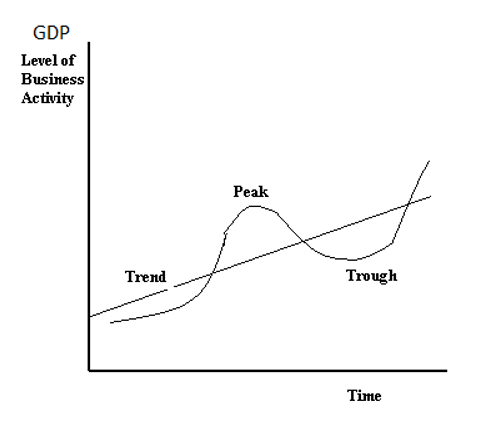 GDP
Level of
Business
Activity
Peak
Trend
Trough
Time